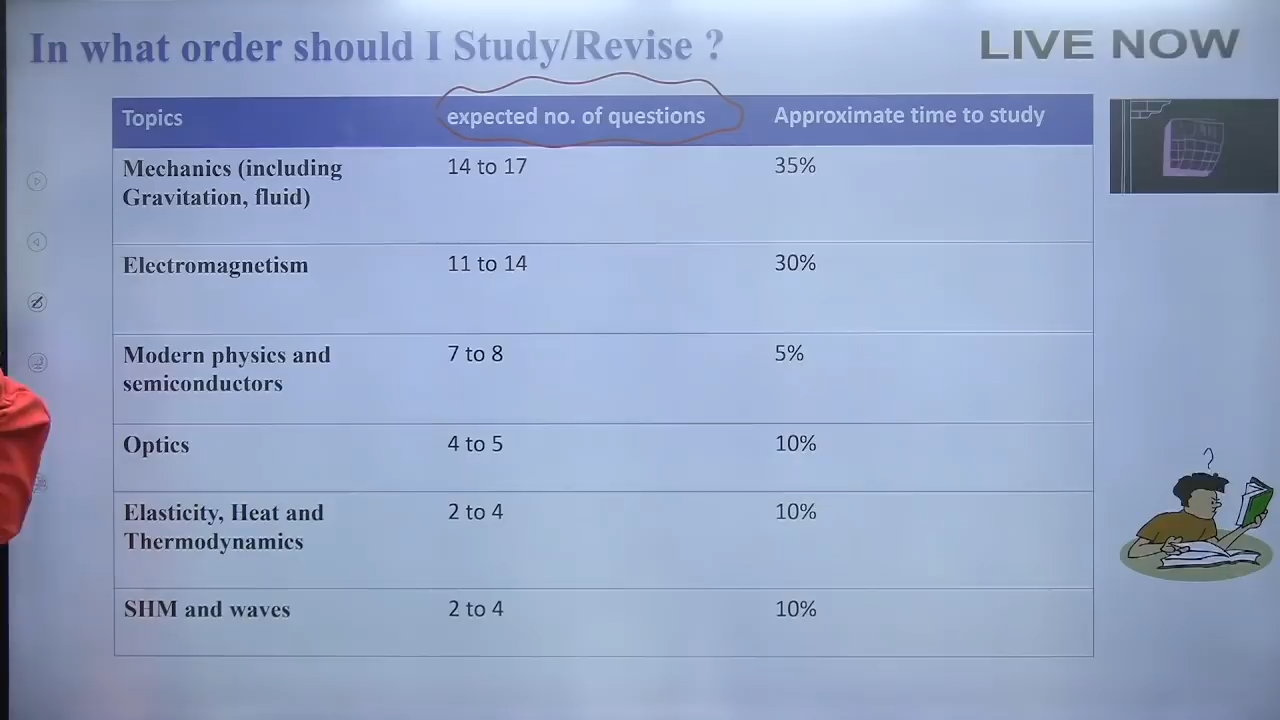 In what order should I Study/Revise ?
LIVE NOW
Topics
expected no. of questions
Approximate time to study
Mechanics (including
Gravitation, fluid)
14 to 17
35%
Electromagnetism
11 to 14
30%
Modern physics and
semiconductors
7 to 8
5%
Optics
4 to 5
10%
Elasticity, Heat and
Thermodynamics
2 to 4
10%
SHM and waves
2 to 4
10%
?